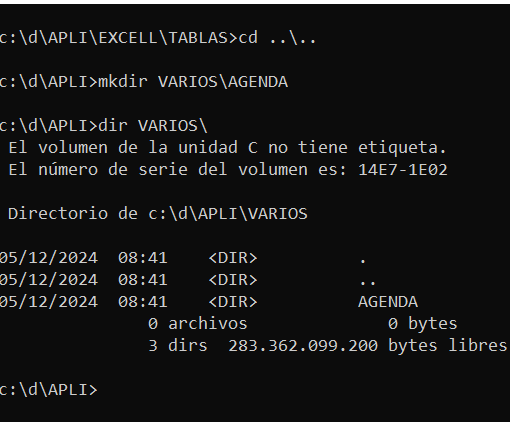 c:\d\APLI\EXCELL\TABLAS>cd ..\..
c:\d\APLI>mkdir VARIOS\AGENDA
c:\d\APLI>dir VARIOS\
El volumen de la unidad C no tiene etiqueta.
El número de serie del volumen es: 14E7-1E02
Directorio de c:\d\APLI\VARIOS
05/12/2024  08:41    <DIR>          .
05/12/2024  08:41    <DIR>          ..
05/12/2024  08:41    <DIR>          AGENDA
0 archivos              0 bytes
3 dirs  283.362.099.200 bytes libres
c:\d\APLI>